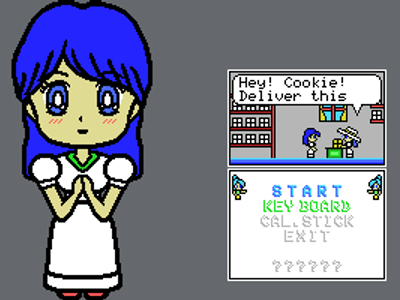 Hey! Cookie!
Deliver this
START
KEY BOARD
CAL.STICK
EXIT
??????